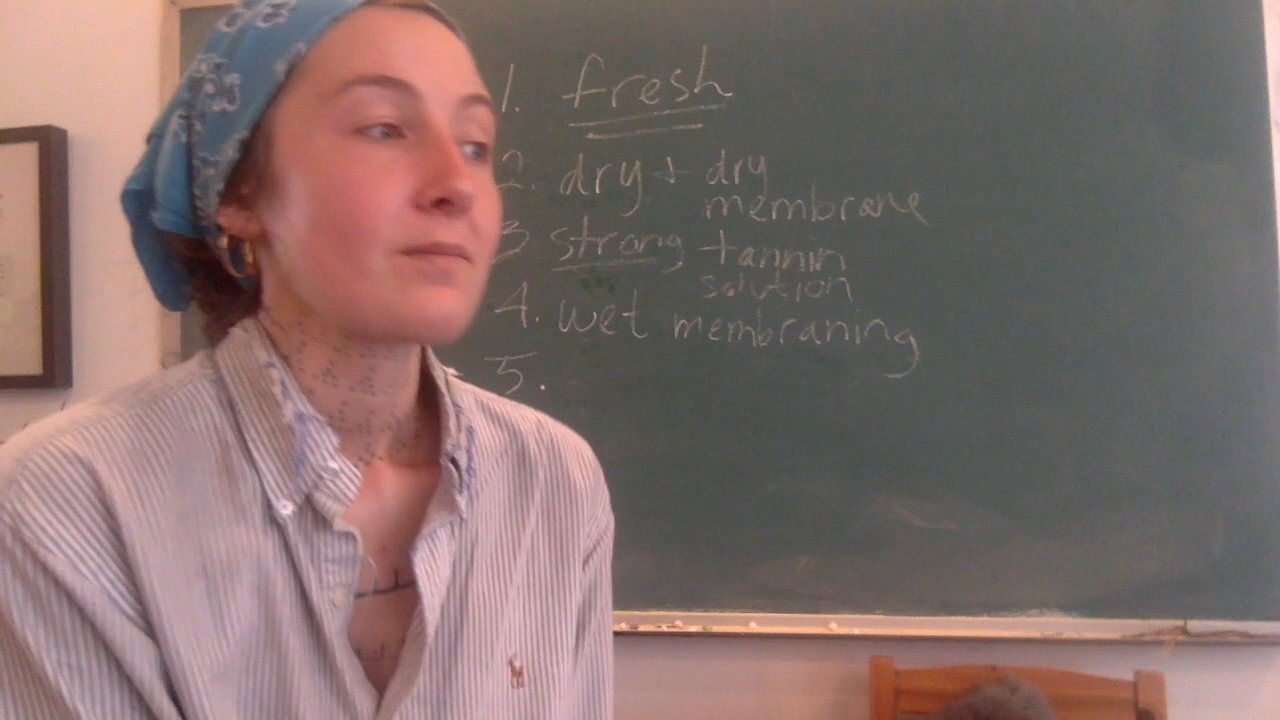 1. fresh
2. dry + dry
membrane
3. strong tannin
solution
4. wet membraning
5.